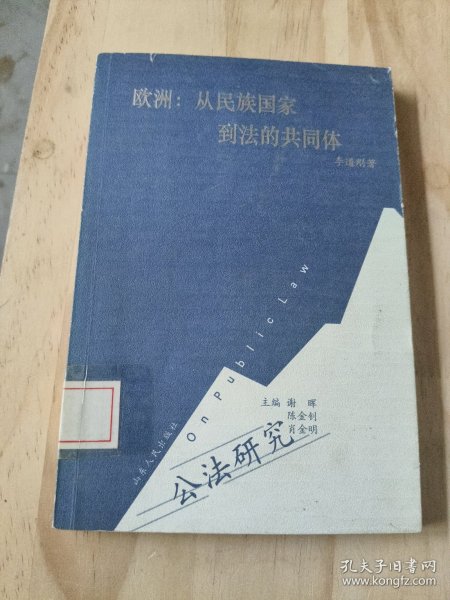 欧洲：从民族国家
到法的共同体
李道刚著
On Public Law
主编 谢晖
陈金钊
肖金明
公法研究
山东人民出版社
孔夫子旧书网
www.kongfz.com